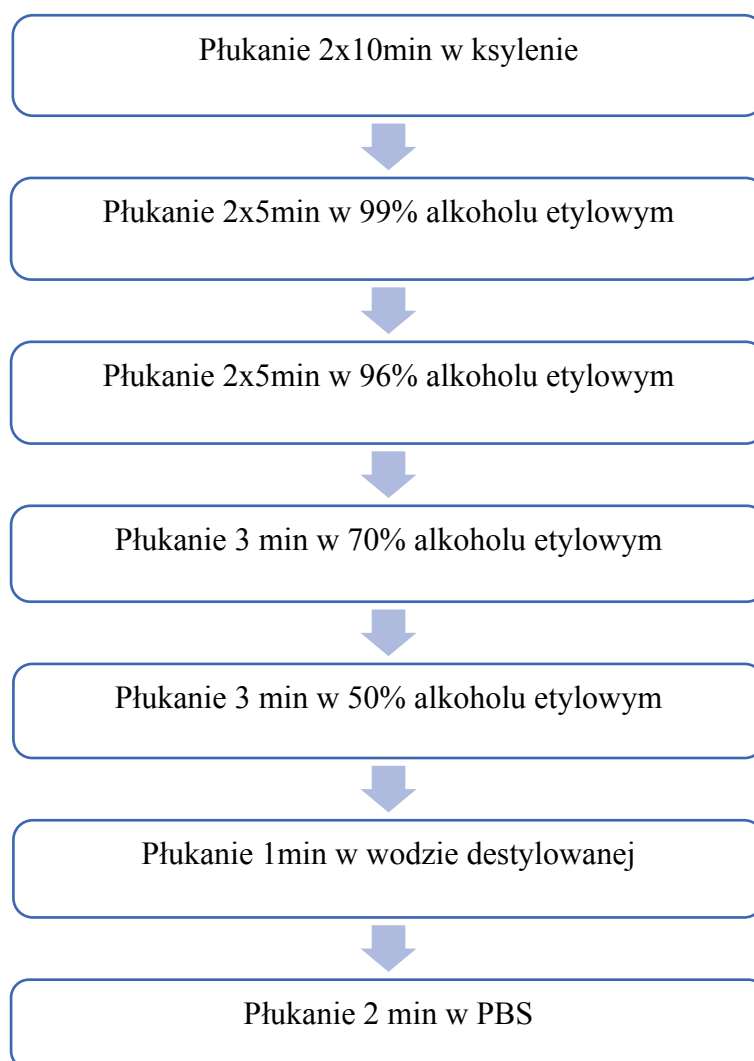 Płukanie 2x10min w ksylenie
Płukanie 2x5min w 99% alkoholu etylowym
Płukanie 2x5min w 96% alkoholu etylowym
Płukanie 3 min w 70% alkoholu etylowym
Płukanie 3 min w 50% alkoholu etylowym
Płukanie 1min w wodzie destylowanej
Płukanie 2 min w PBS